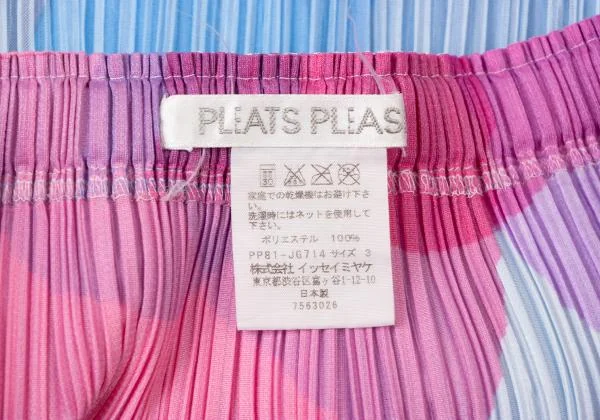 PLEATS PLEAS
30
家庭での乾燥機はお避け下さ
い。
洗濯時にはネットを使用して
下さい。
ポリエステル 100%
PP81-JG714 サイズ 3
株式会社 イッセイミヤケ
東京都渋谷区富ヶ谷1-12-10
日本製
7563026